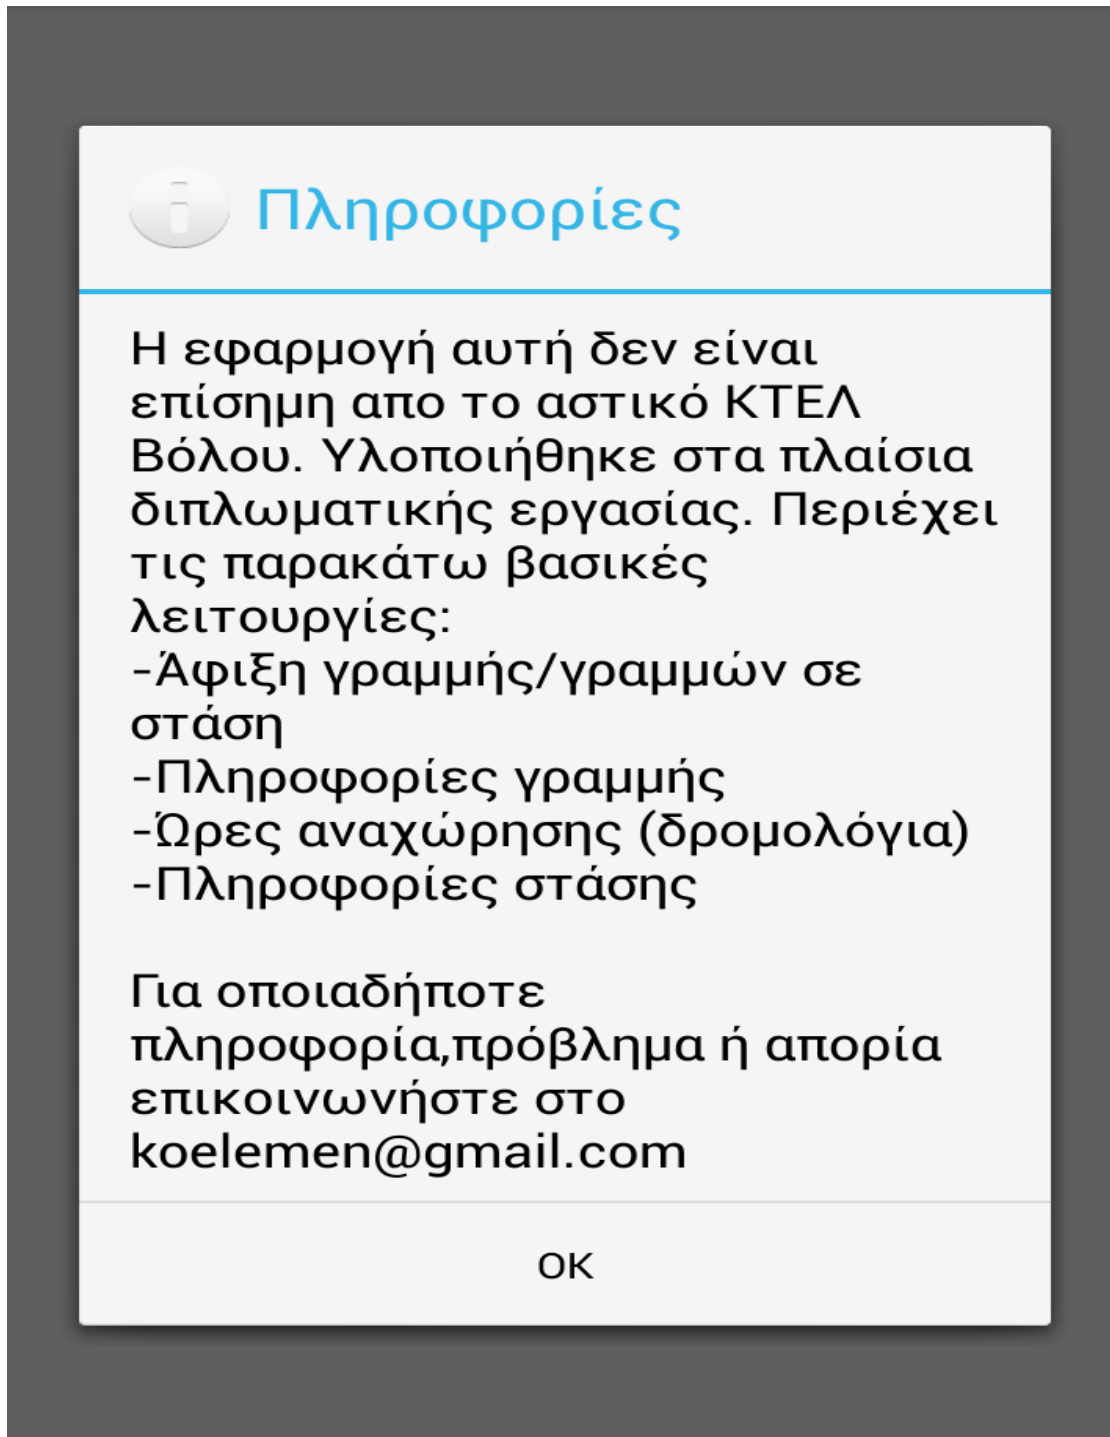 Πληροφορίες
Η εφαρμογή αυτή δεν είναι
επίσημη απο το αστικό ΚΤΕΛ
Βόλου. Υλοποιήθηκε στα πλαίσια
διπλωματικής εργασίας. Περιέχει
τις παρακάτω βασικές
λειτουργίες:
-Άφιξη γραμμής/γραμμών σε
στάση
-Πληροφορίες γραμμής
-Ώρες αναχώρησης (δρομολόγια)
-Πληροφορίες στάσης
Για οποιαδήποτε
πληροφορία,πρόβλημα ή απορία
επικοινωνήστε στο
koelemen@gmail.com
OK